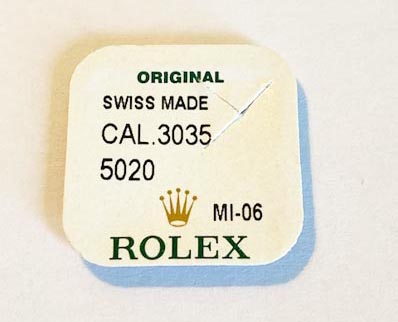 ORIGINAL
SWISS MADE
CAL.3035
5020
MI-06
ROLEX